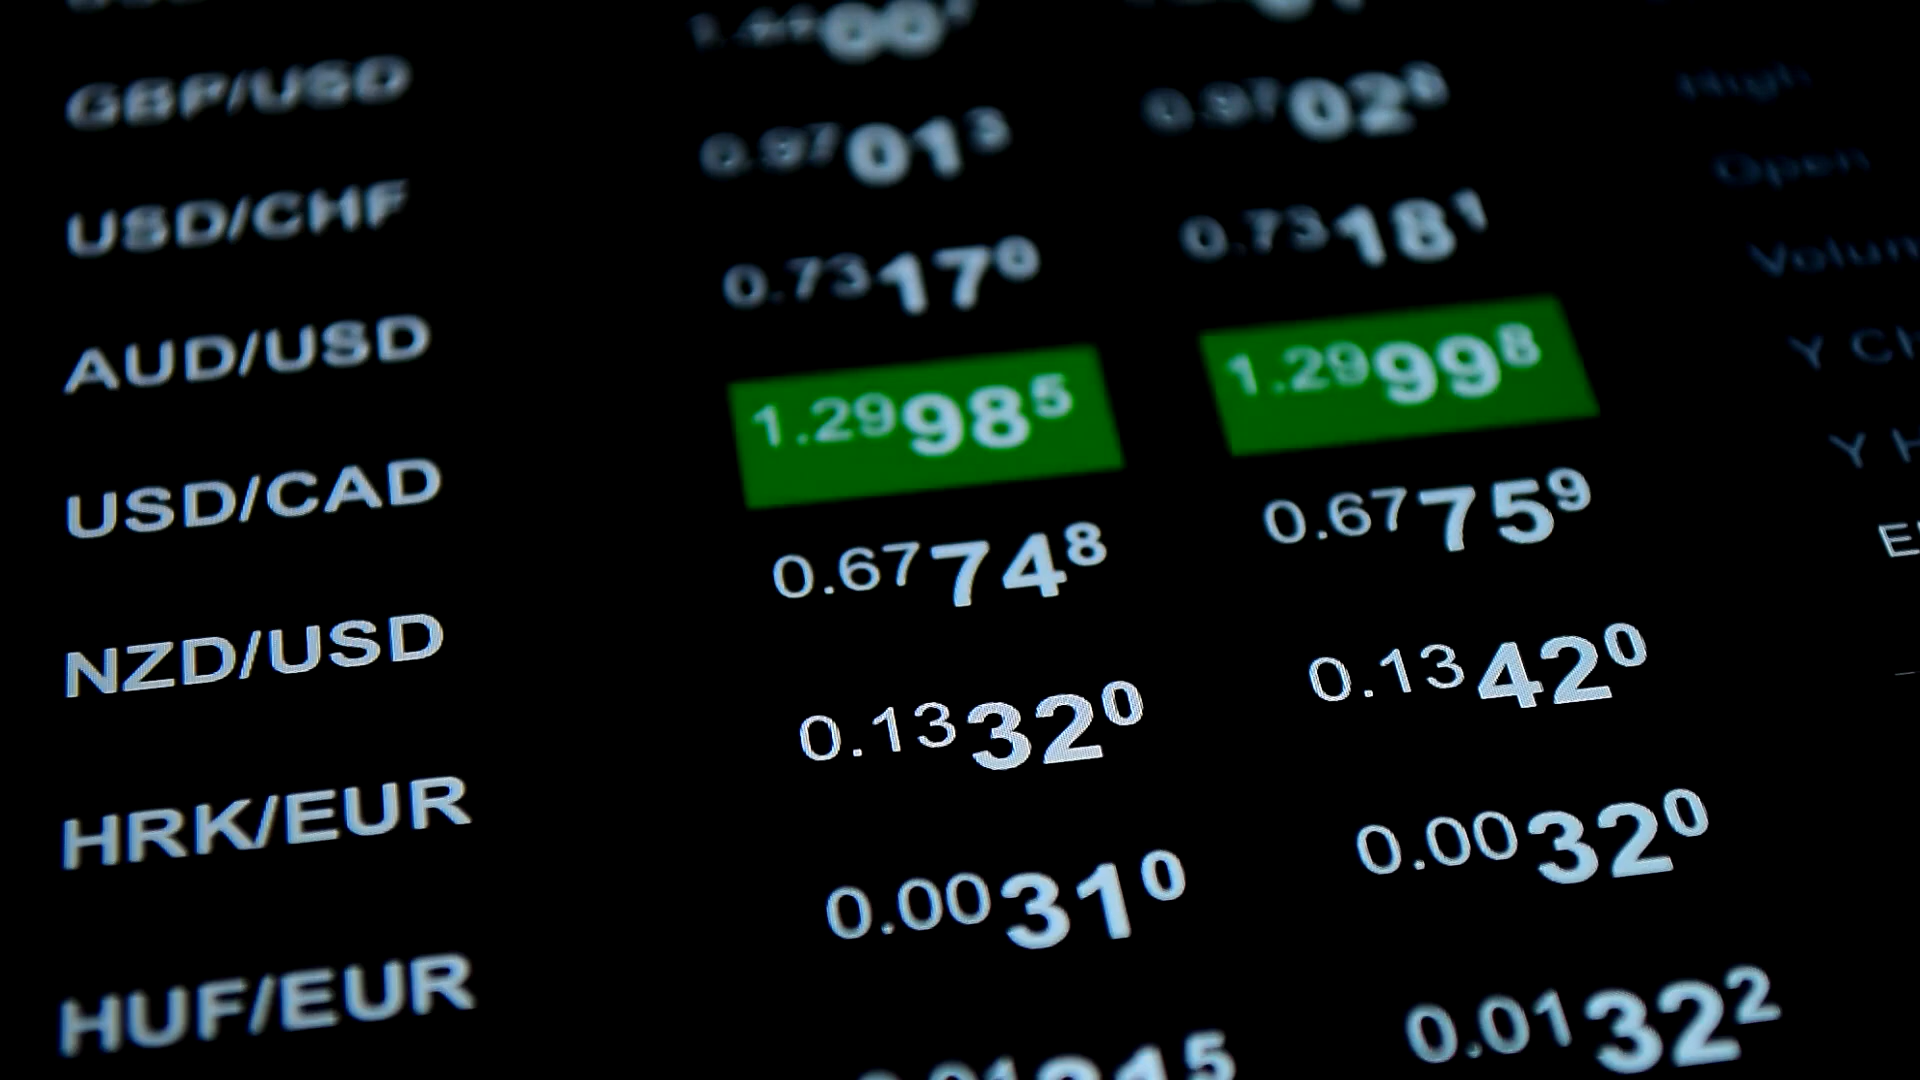 GBP/USD
USD/CHF 0.97013 0.97028
AUD/USD 0.73170 0.73181
USD/CAD 1.29985 1.29998
NZD/USD 0.67748 0.67759
HRK/EUR 0.13320 0.13420
HUF/EUR 0.00310 0.00320
0.01322
High
Open
Y H